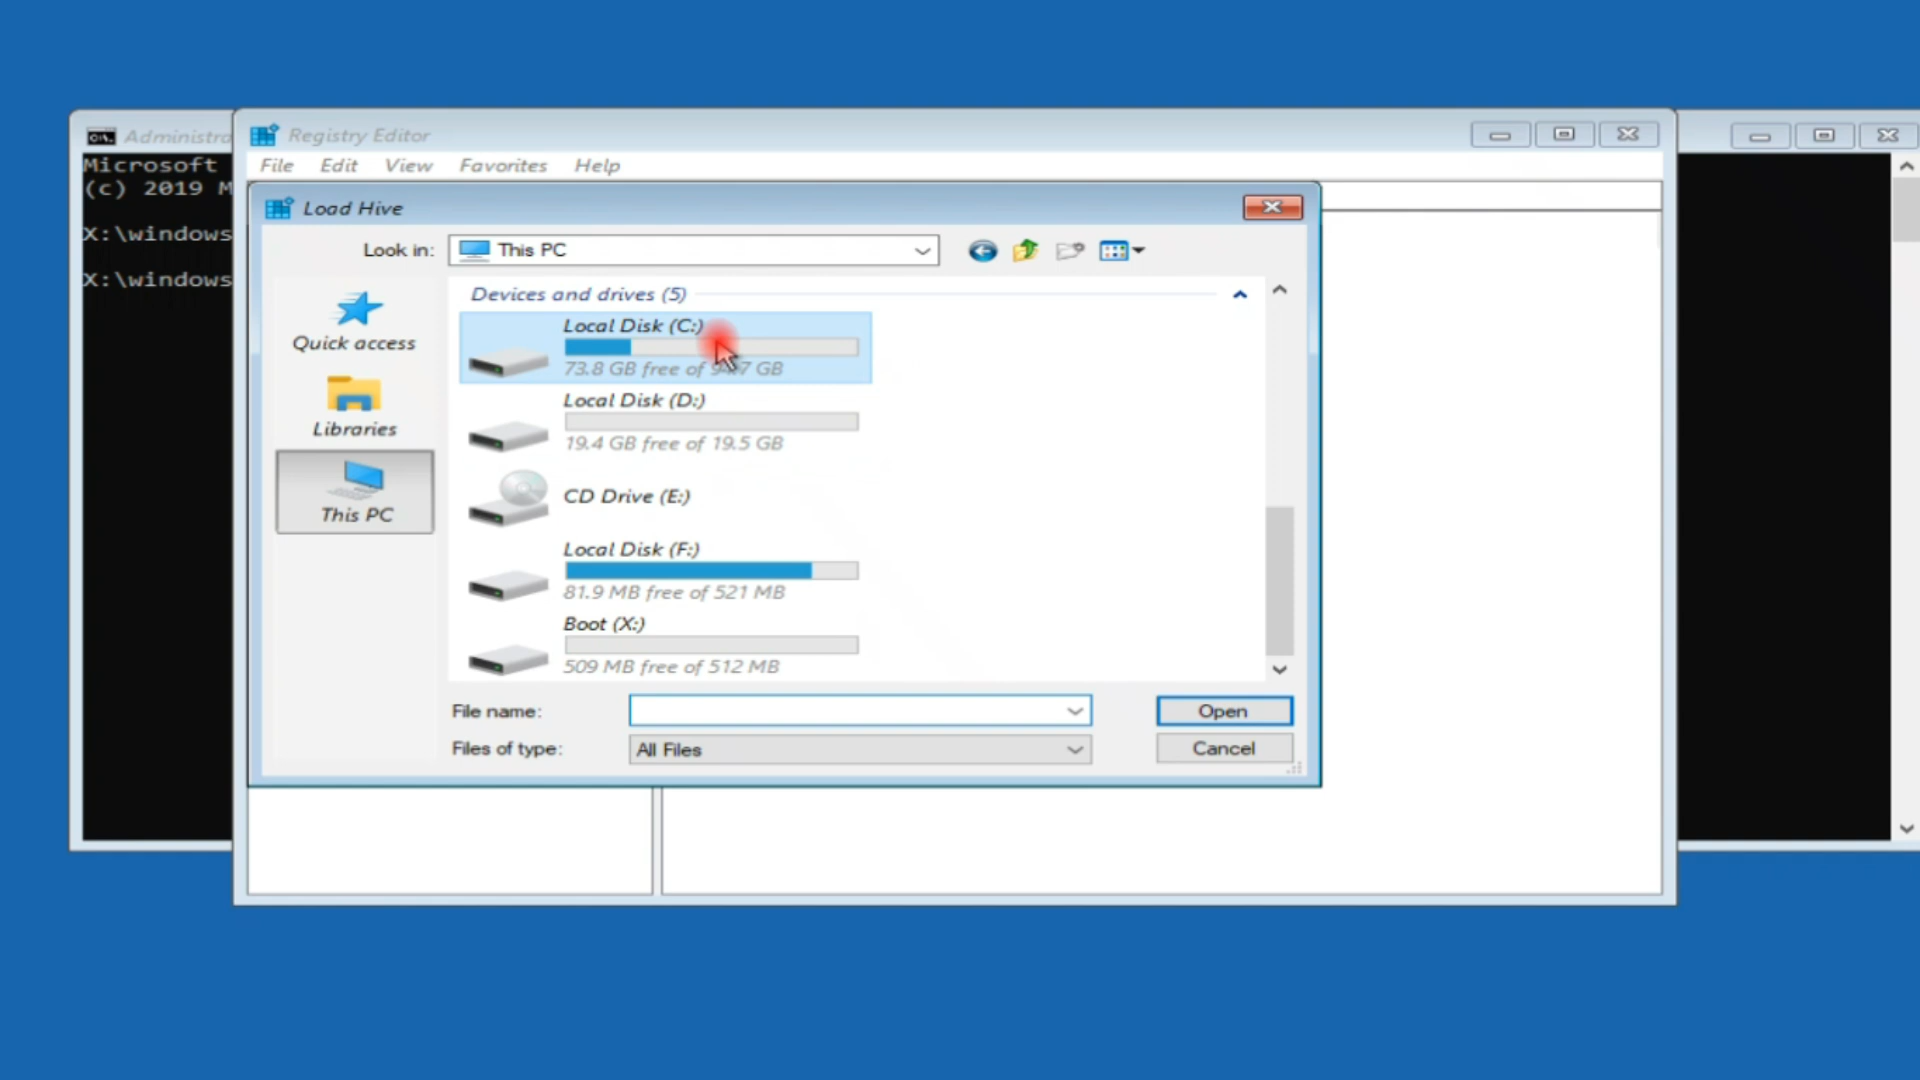 Administra
Registry Editor
File Edit View Favorites Help
Microsoft
(c) 2019 M
X:\windows
X:\windows
Load Hive
Look in: This PC
Quick access
Libraries
This PC
Devices and drives (5)
Local Disk (C:)
73.8 GB free of GB
Local Disk (D:)
19.4 GB free of 19.5 GB
CD Drive (E:)
Local Disk (F:)
81.9 MB free of 521 MB
Boot (X:)
509 MB free of 512 MB
File name: Open
Files of type: All Files Cancel